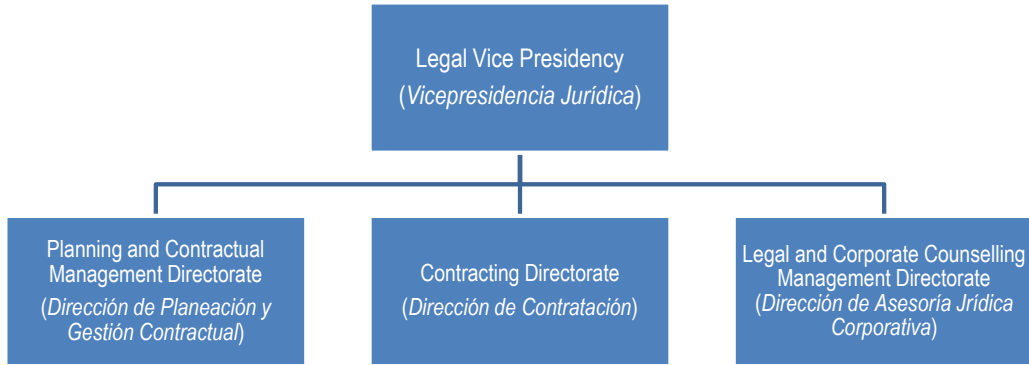 Legal Vice Presidency
(Vicepresidencia Jurídica)
Planning and Contractual
Management Directorate
(Dirección de Planeación y
Gestión Contractual)
Contracting Directorate
(Dirección de Contratación)
Legal and Corporate Counselling
Management Directorate
(Dirección de Asesoría Jrídica
Corporativa)